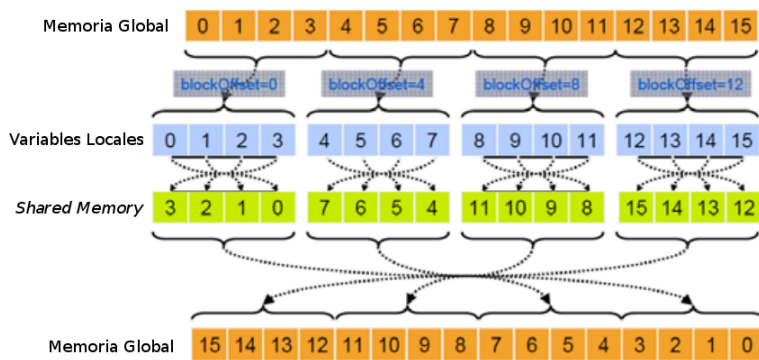 Memoria Global 0 1 2 3 4 5 6 7 8 9 10 11 12 13 14 15
blockOffset=0 blockOffset=4 blockOffset=8 blockOffset=12
Variables Locales 0 1 2 3 4 5 6 7 8 9 10 11 12 13 14 15
Shared Memory 3 2 1 0 7 6 5 4 11 10 9 8 15 14 13 12
Memoria Global 15 14 13 12 11 10 9 8 7 6 5 4 3 2 1 0